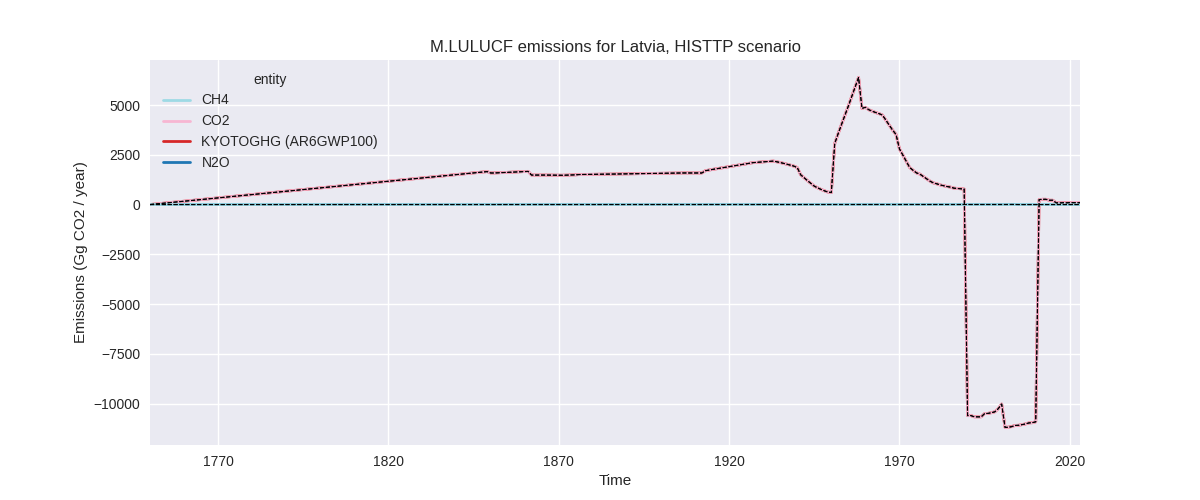 M.LULUCF emissions for Latvia, HISTTP scenario
Emissions (Gg CO2 / year)
entity
CH4
CO2
KYOTOGHG (AR6GWP100)
N2O
5000
2500
0
−2500
−5000
−7500
−10000
1770 1820 1870 1920 1970 2020
Time